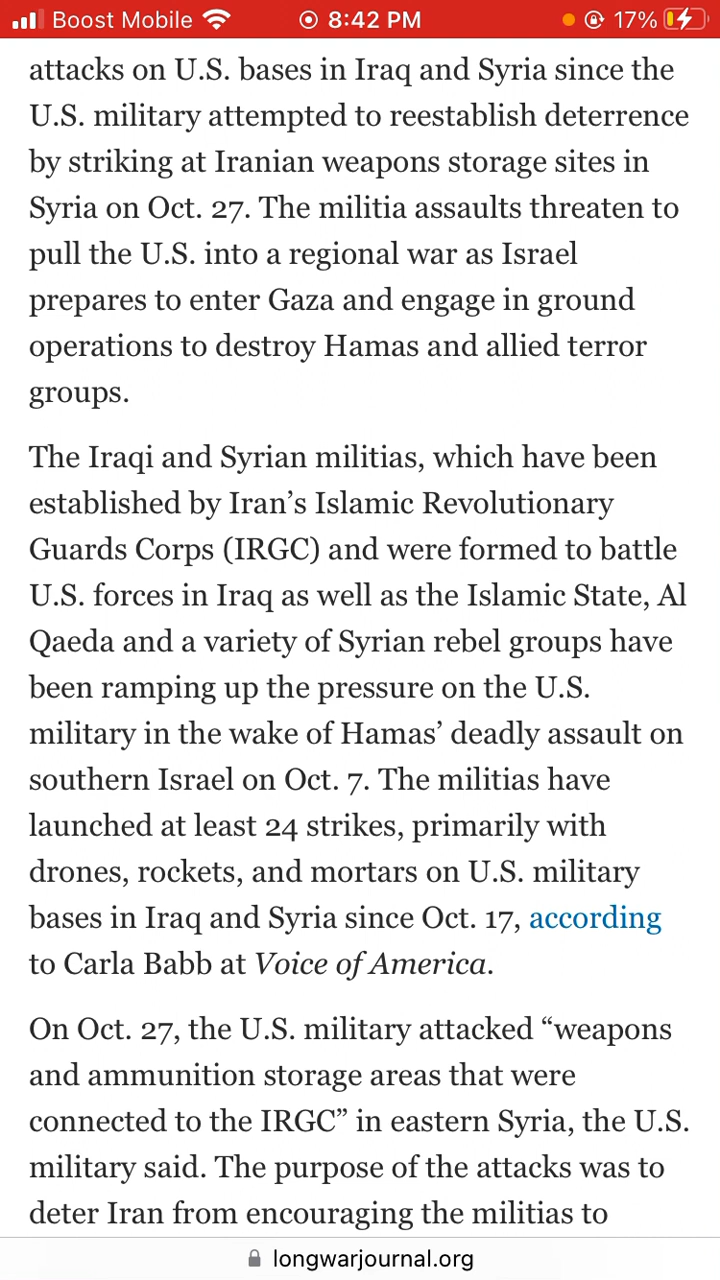 Boost Mobile 8:42 PM 17%
attacks on U.S. bases in Iraq and Syria since the
U.S. military attempted to reestablish deterrence
by striking at Iranian weapons storage sites in
Syria on Oct. 27. The militia assaults threaten to
pull the U.S. into a regional war as Israel
prepares to enter Gaza and engage in ground
operations to destroy Hamas and allied terror
groups.
The Iraqi and Syrian militias, which have been
established by Iran’s Islamic Revolutionary
Guards Corps (IRGC) and were formed to battle
U.S. forces in Iraq as well as the Islamic State, Al
Qaeda and a variety of Syrian rebel groups have
been ramping up the pressure on the U.S.
military in the wake of Hamas’ deadly assault on
southern Israel on Oct. 7. The militias have
launched at least 24 strikes, primarily with
drones, rockets, and mortars on U.S. military
bases in Iraq and Syria since Oct. 17, according
to Carla Babb at Voice of America.
On Oct. 27, the U.S. military attacked “weapons
and ammunition storage areas that were
connected to the IRGC” in eastern Syria, the U.S.
military said. The purpose of the attacks was to
deter Iran from encouraging the militias to
longwarjournal.org